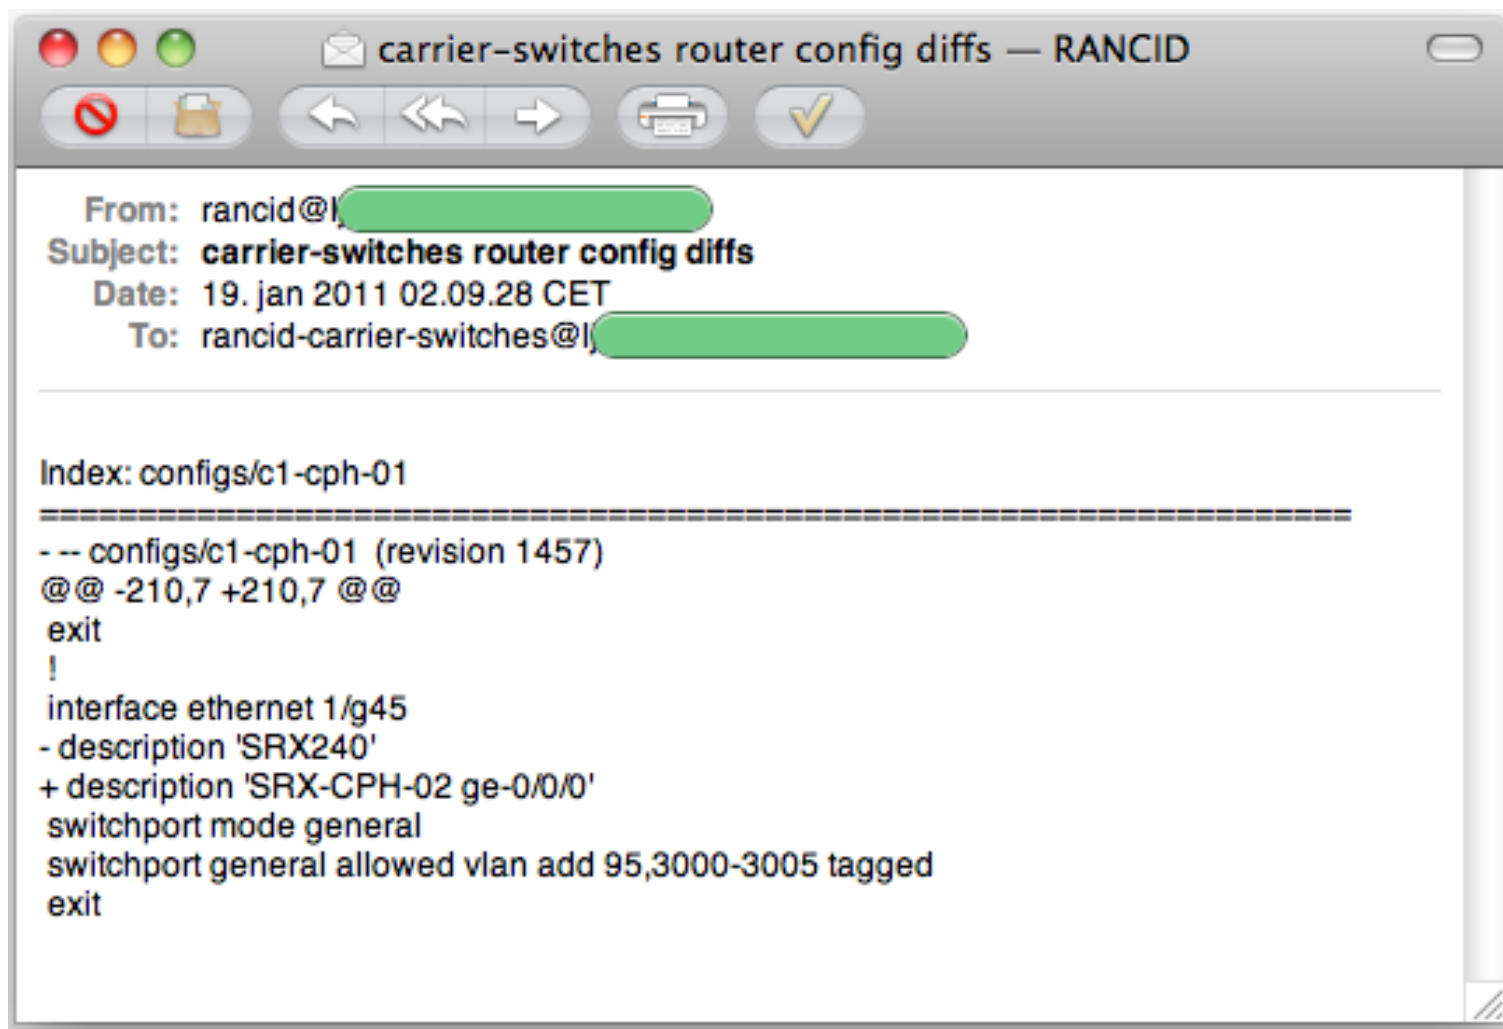 carrier-switches router config diffs — RANCID
From: rancid@
Subject: carrier-switches router config diffs
Date: 19. jan 2011 02.09.28 CET
To: rancid-carrier-switches@
Index: configs/c1-cph-01
===================================================================
- -- configs/c1-cph-01  (revision 1457)
@@ -210,7 +210,7 @@
 exit
 !
 interface ethernet 1/g45
- description 'SRX240'
+ description 'SRX-CPH-02 ge-0/0/0'
 switchport mode general
 switchport general allowed vlan add 95,3000-3005 tagged
 exit